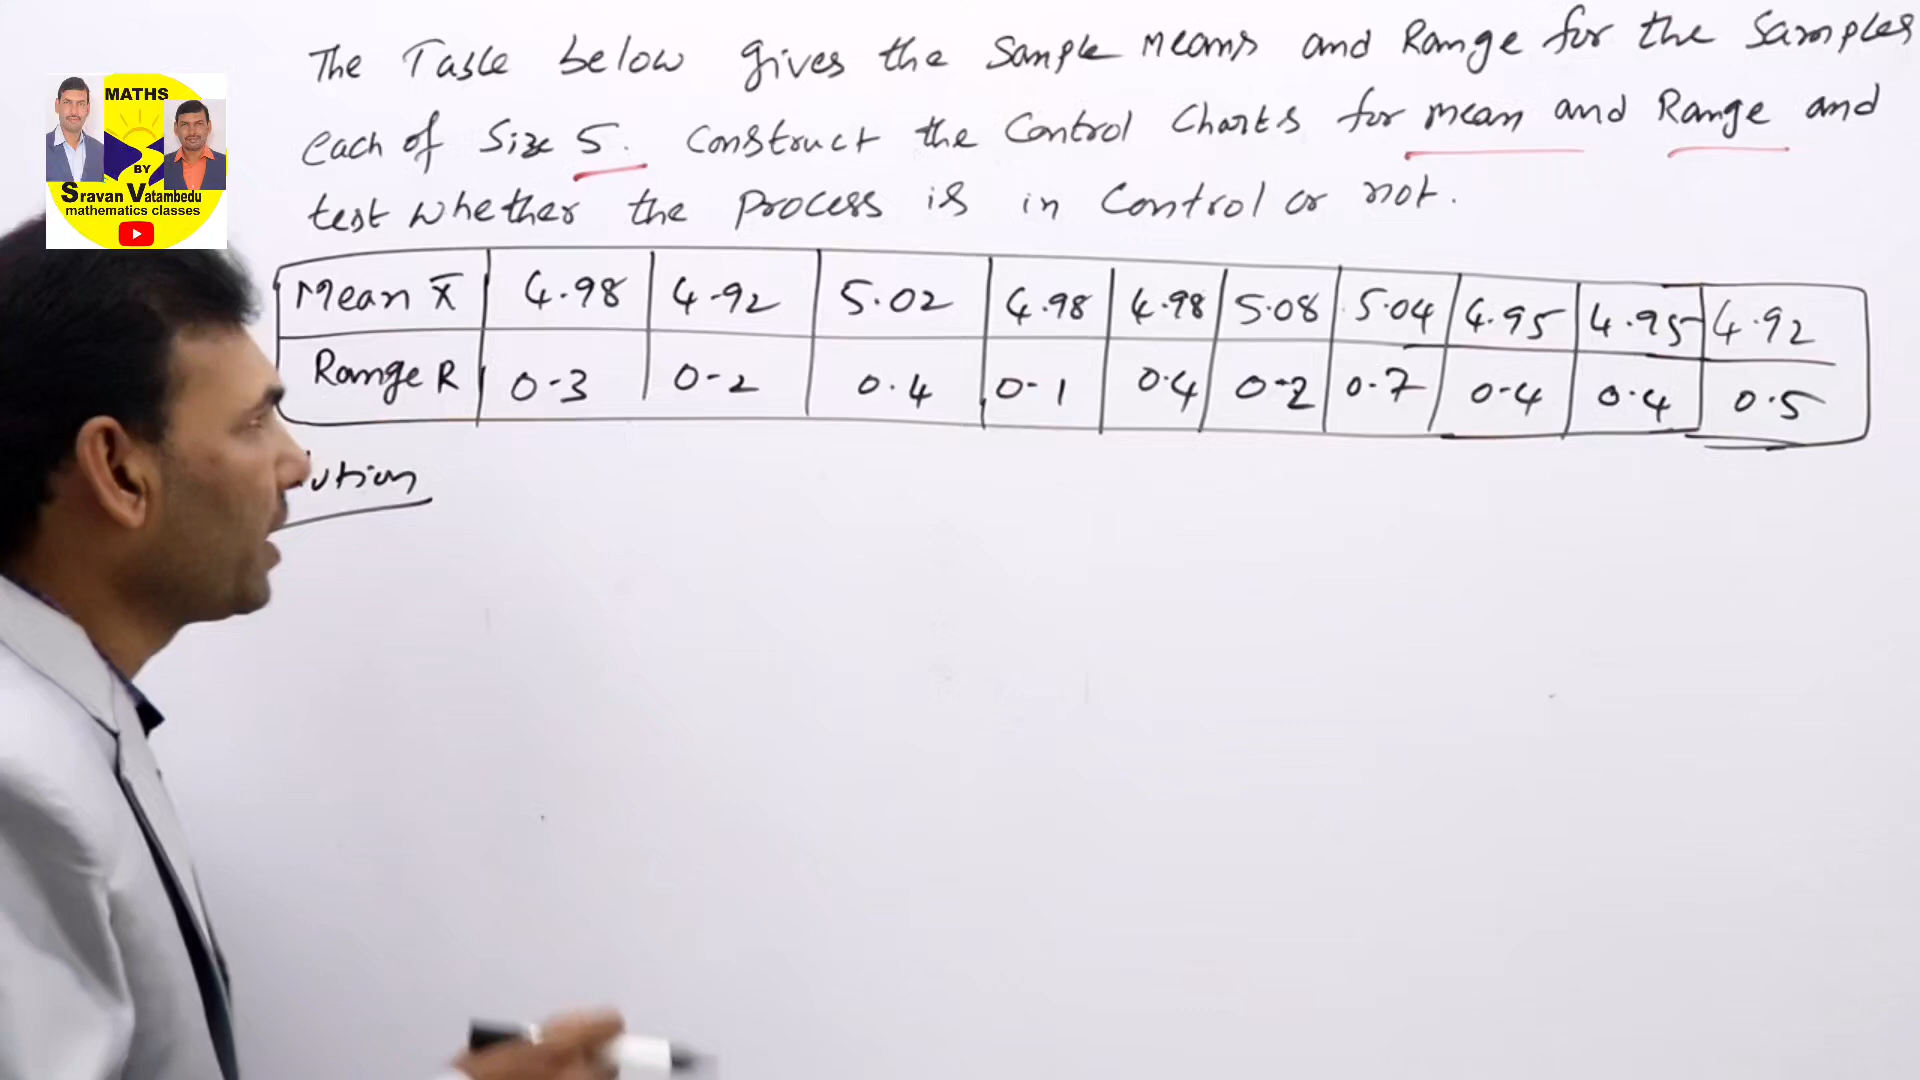 The Table below gives the Sample Means and Range for the Samples
each of Size 5. Construct the Control Charts for mean and Range and
test whether the process is in Control or not.
MATHS
BY
Sravan Vatambedu
mathematics classes
Mean x̅ 4.98 4.92 5.02 4.98 4.98 5.08 5.04 4.95 4.95 4.92
Range R 0.3 0.2 0.4 0.1 0.4 0.2 0.7 0.4 0.4 0.5